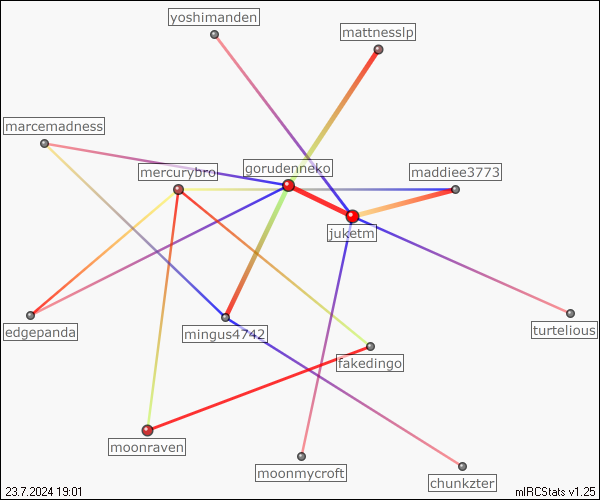 yoshimanden
mattnesslp
marcemadness
mercurybro
gorudenneko
maddiee3773
juketm
edgepanda
mingus4742
turtelious
fakedingo
moonraven
moonmycroft
chunkzter
23.7.2024 19:01
mIRCStats v1.25